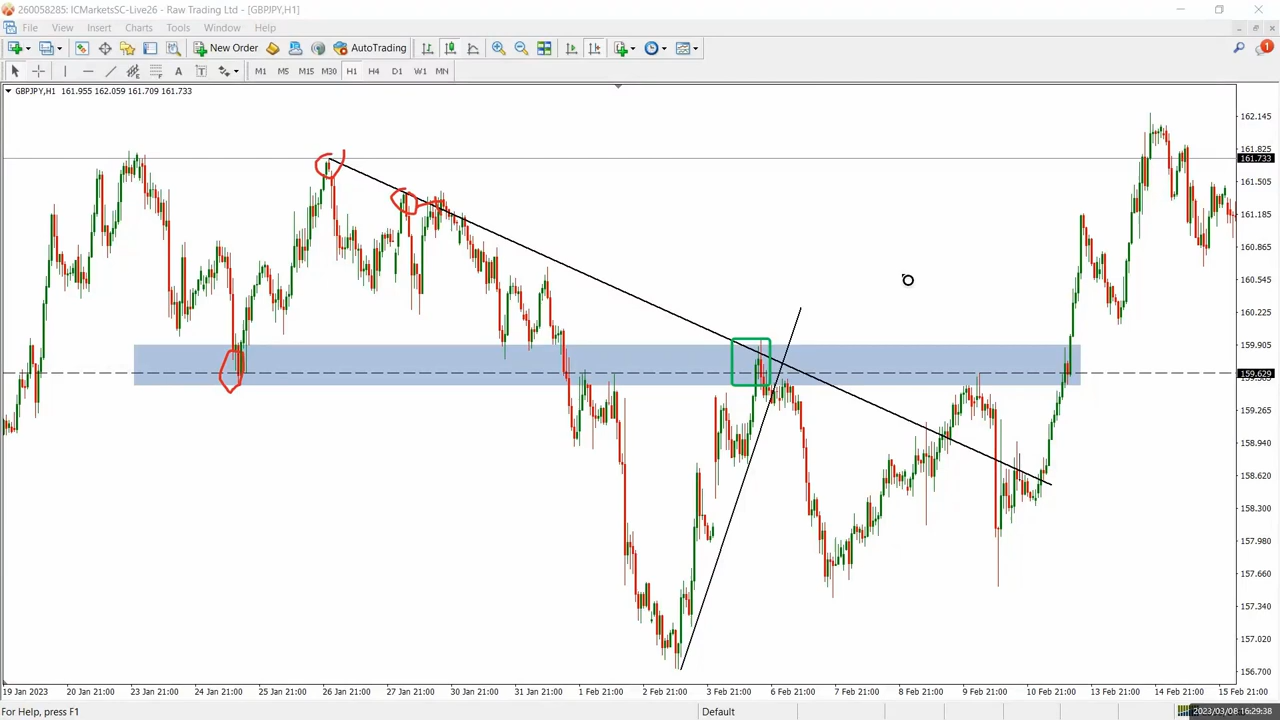 260058285: ICMarketsSC-Live26 - Raw Trading Ltd - [GBPJPY,H1]
File View Insert Charts Tools Window Help
New Order AutoTrading 1
A T M1 M5 M15 M30 H1 H4 D1 W1 MN
GBPJPY,H1 161.955 162.059 161.709 161.733
162.145
161.825
161.733
161.505
161.185
160.865
160.545
160.225
159.905
159.629
159.265
158.940
158.620
158.300
157.980
157.660
157.340
157.020
156.700
19 Jan 2023 20 Jan 21:00 23 Jan 21:00 24 Jan 21:00 25 Jan 21:00 26 Jan 21:00 27 Jan 21:00 30 Jan 21:00 31 Jan 21:00 1 Feb 21:00 2 Feb 21:00 3 Feb 21:00 6 Feb 21:00 7 Feb 21:00 8 Feb 21:00 9 Feb 21:00 10 Feb 21:00 13 Feb 21:00 14 Feb 21:00 15 Feb 21:00
For Help, press F1 Default 2023/03/08 16:29:38